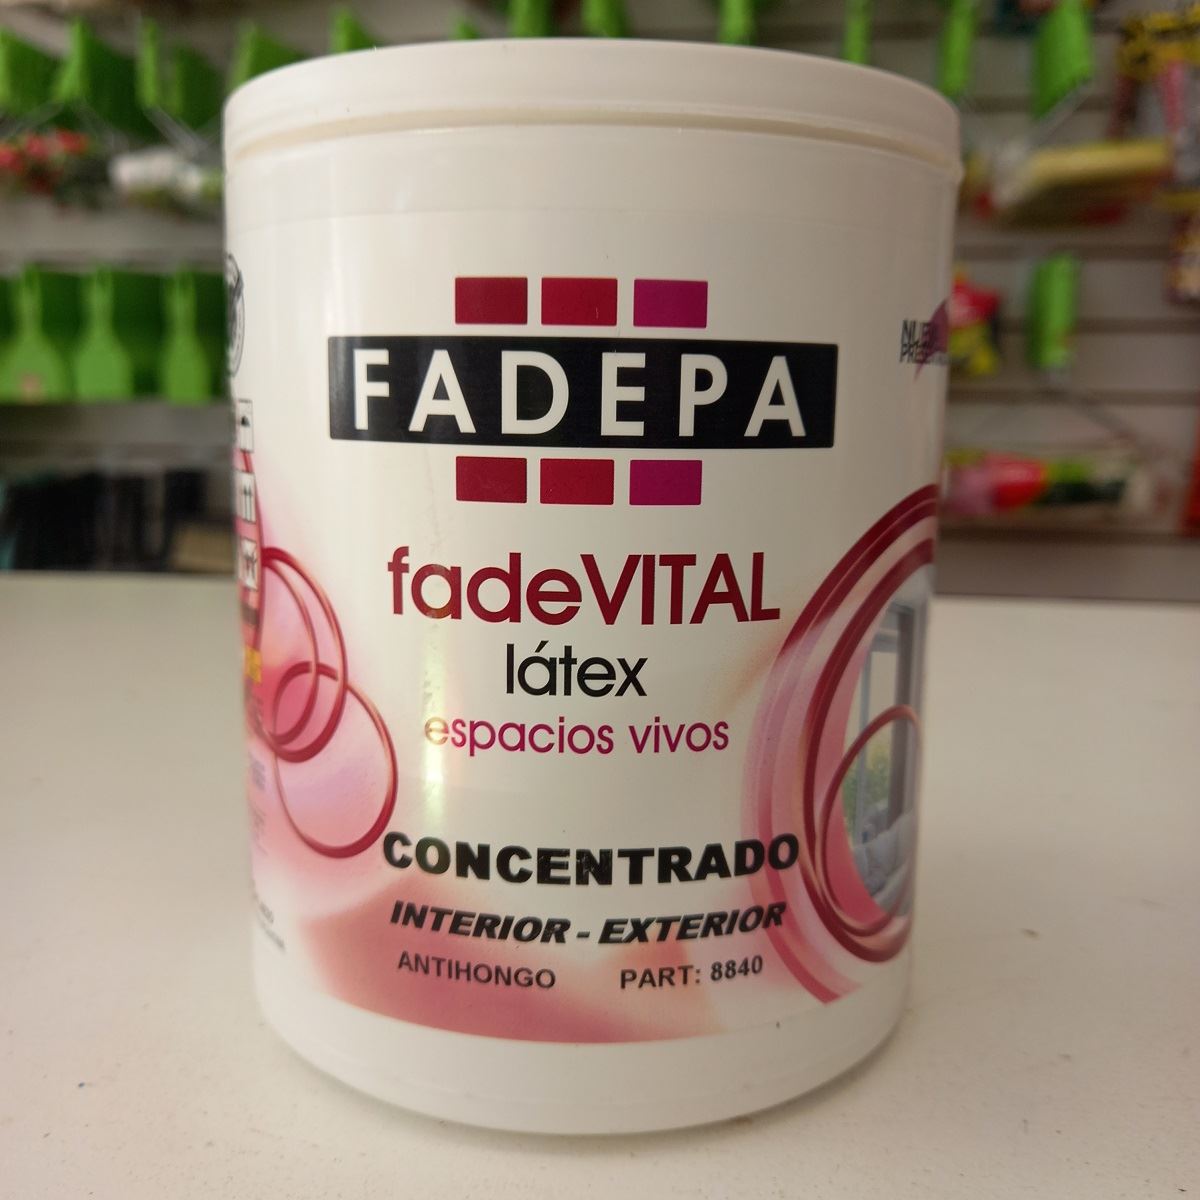 FADEPA
fadeVITAL
látex
espacios vivos
CONCENTRADO
INTERIOR - EXTERIOR
ANTIHONGO PART: 8840